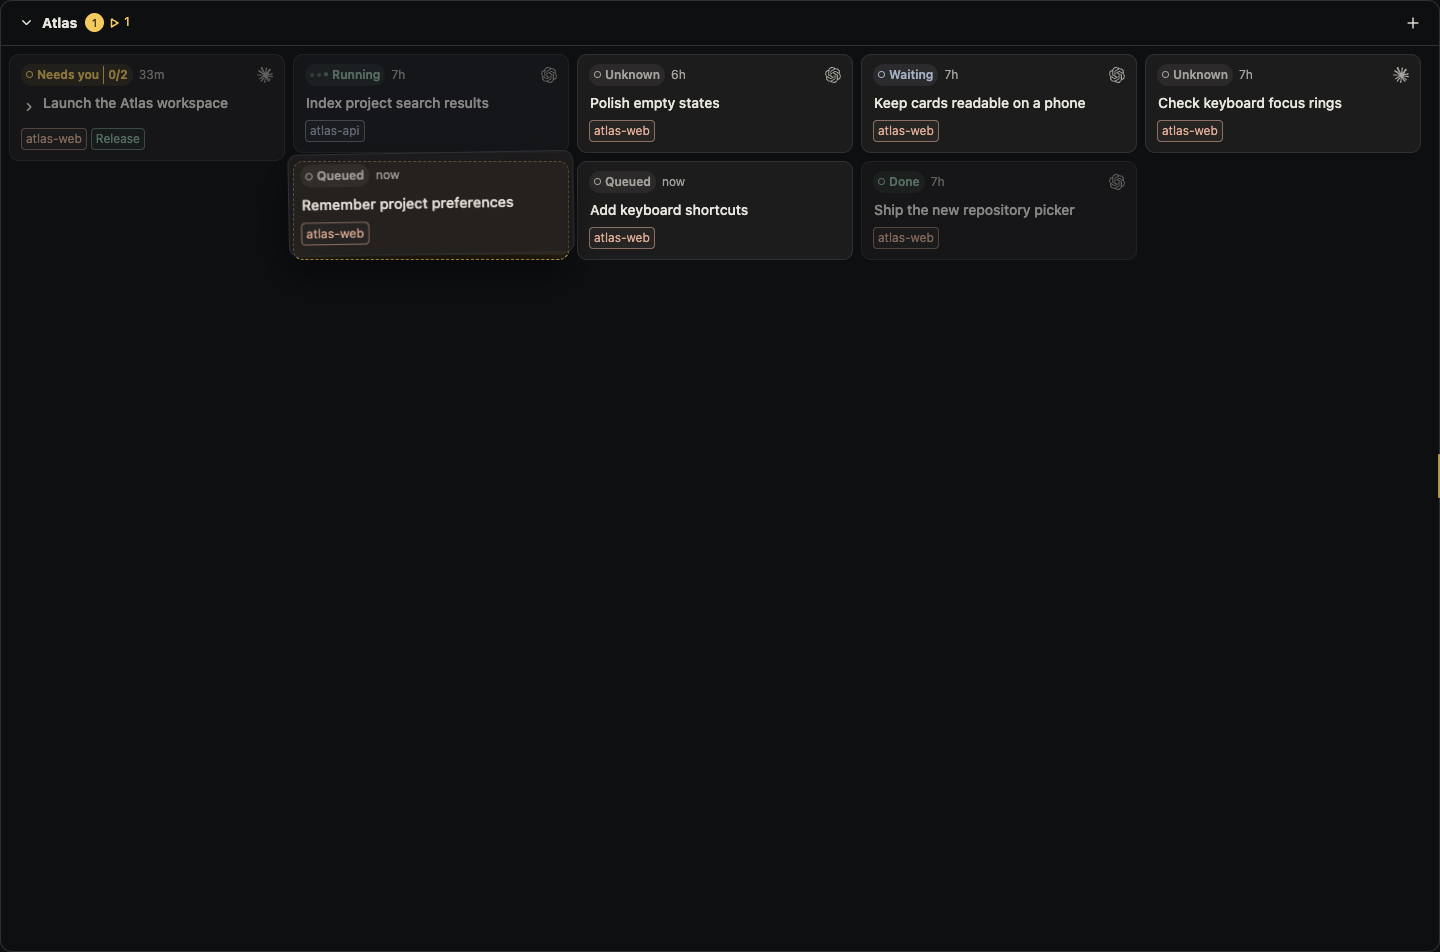 Atlas 1 1
Needs you 0/2 33m
Launch the Atlas workspace
atlas-web Release
Running 7h
Index project search results
atlas-api
Unknown 6h
Polish empty states
atlas-web
Waiting 7h
Keep cards readable on a phone
atlas-web
Unknown 7h
Check keyboard focus rings
atlas-web
Queued now
Remember project preferences
atlas-web
Queued now
Add keyboard shortcuts
atlas-web
Done 7h
Ship the new repository picker
atlas-web